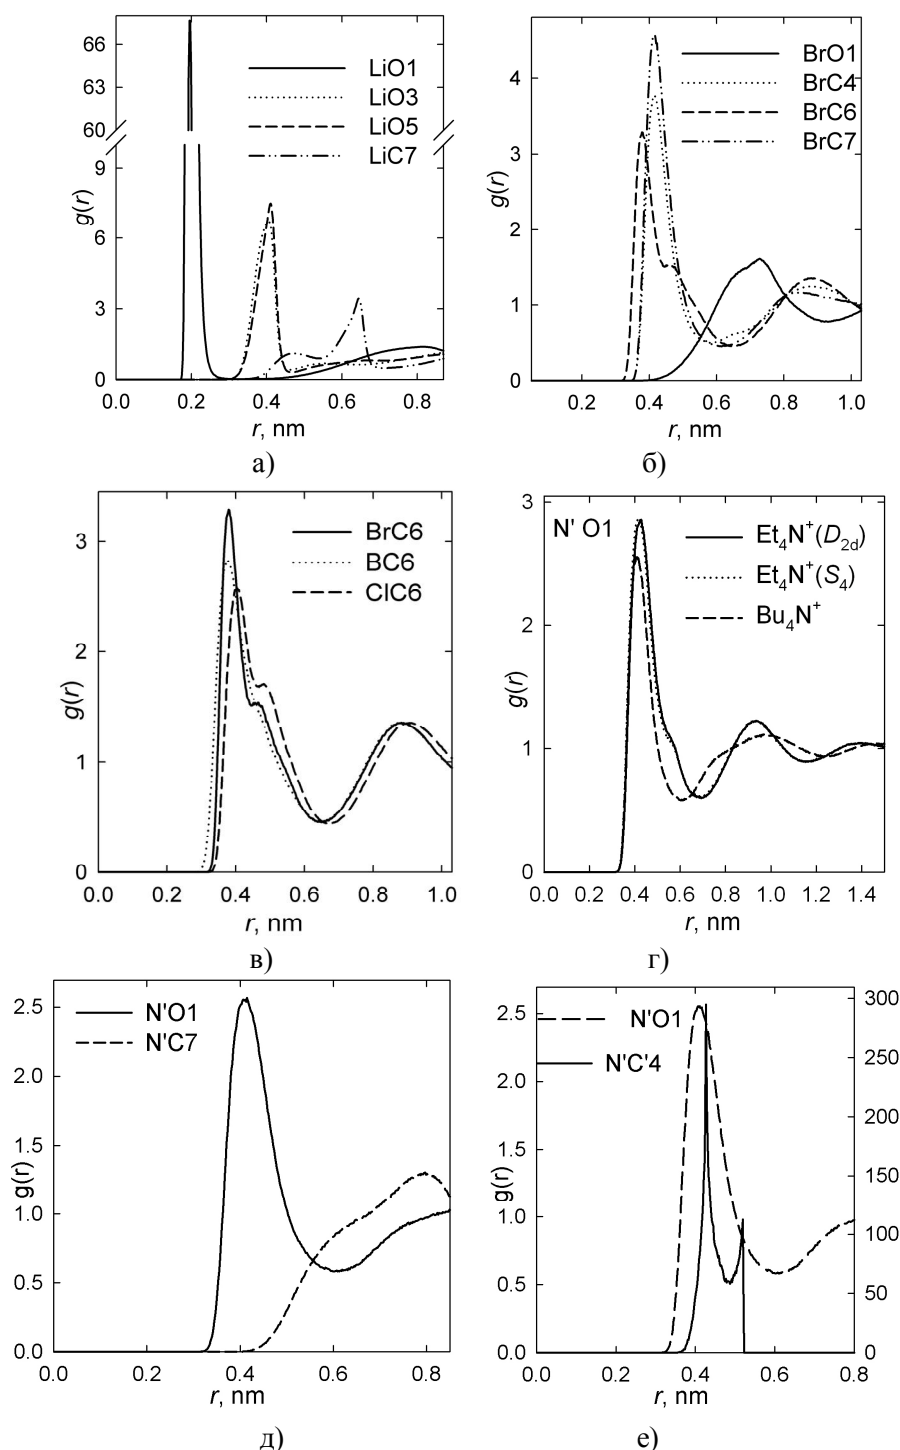 66
63
60
9
6
3
0
g(r)
LiO1
LiO3
LiO5
LiC7
0.0 0.2 0.4 0.6 0.8
r, nm
а)
4
3
2
1
0
g(r)
BrO1
BrC4
BrC6
BrC7
0.2 0.4 0.6 0.8 1.0
r, nm
б)
3
2
1
0
g(r)
BrC6
BC6
ClC6
0.0 0.2 0.4 0.6 0.8 1.0
r, nm
в)
3
2
1
0
g(r)
N' O1
Et₄N⁺(D₂d)
Et₄N⁺(S₄)
Bu₄N⁺
0.0 0.2 0.4 0.6 0.8 1.0 1.2 1.4
r, nm
г)
2.5
2.0
1.5
1.0
0.5
0.0
g(r)
N'O1
N'C7
0.0 0.2 0.4 0.6 0.8
r, nm
д)
2.5
2.0
1.5
1.0
0.5
0.0
g(r)
N'O1
N'C'4
300
250
200
150
100
50
0
0.0 0.2 0.4 0.6 0.8
r, nm
е)